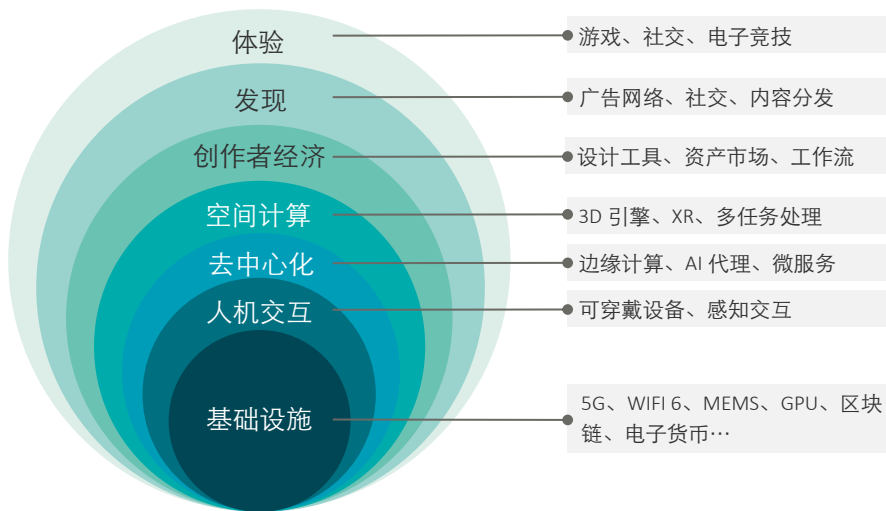 体验
游戏、社交、电子竞技
发现
广告网络、社交、内容分发
创作者经济
设计工具、资产市场、工作流
空间计算
3D 引擎、XR、多任务处理
去中心化
边缘计算、AI 代理、微服务
人机交互
可穿戴设备、感知交互
基础设施
5G、WIFI 6、MEMS、GPU、区块
链、电子货币…